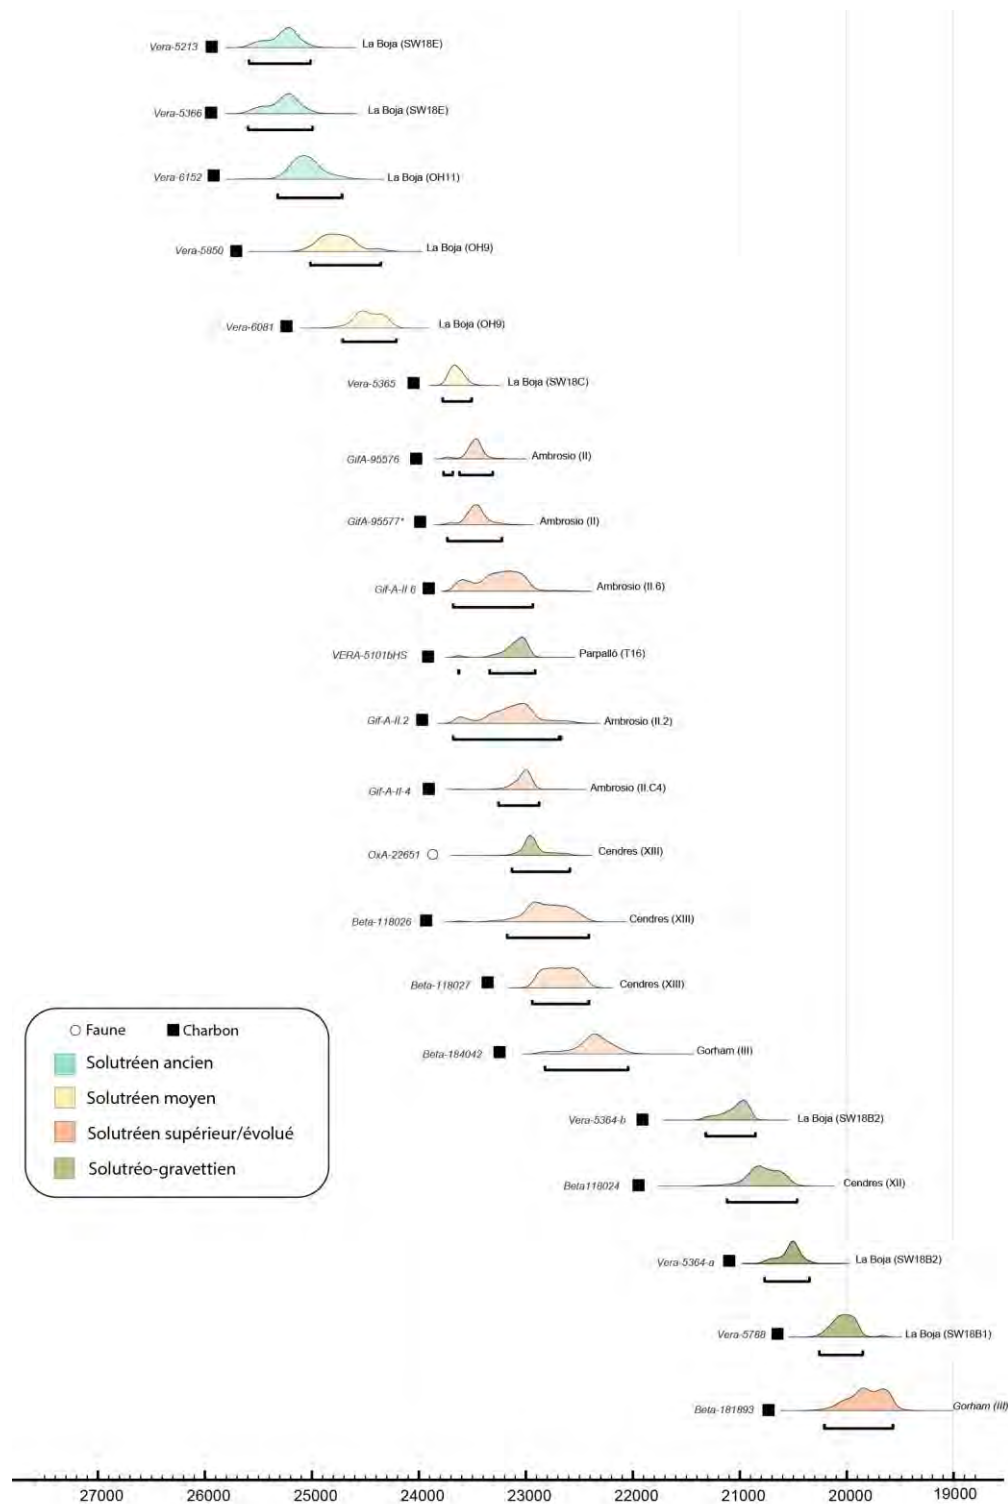 Vera-5213 La Boja (SW18E)
Vera-5366 La Boja (SW18E)
Vera-6152 La Boja (OH11)
Vera-5850 La Boja (OH9)
Vera-6081 La Boja (OH9)
Vera-5365 La Boja (SW18C)
GifA-95576 Ambrosio (II)
GifA-95577* Ambrosio (II)
Gif-A-II 6 Ambrosio (II.6)
VERA-5101bHS Parpalló (T16)
Gif-A-II.2 Ambrosio (II.2)
Gif-A-II-4 Ambrosio (II.C4)
OxA-22651 Cendres (XIII)
Beta-118026 Cendres (XIII)
Beta-118027 Cendres (XIII)
Beta-184042 Gorham (III)
Vera-5364-b La Boja (SW18B2)
Beta118024 Cendres (XII)
Vera-5364-a La Boja (SW18B2)
Vera-5788 La Boja (SW18B1)
Beta-181893 Gorham (III)
Faune Charbon
Solutréen ancien
Solutréen moyen
Solutréen supérieur/évolué
Solutréo-gravettien
27000 26000 25000 24000 23000 22000 21000 20000 19000